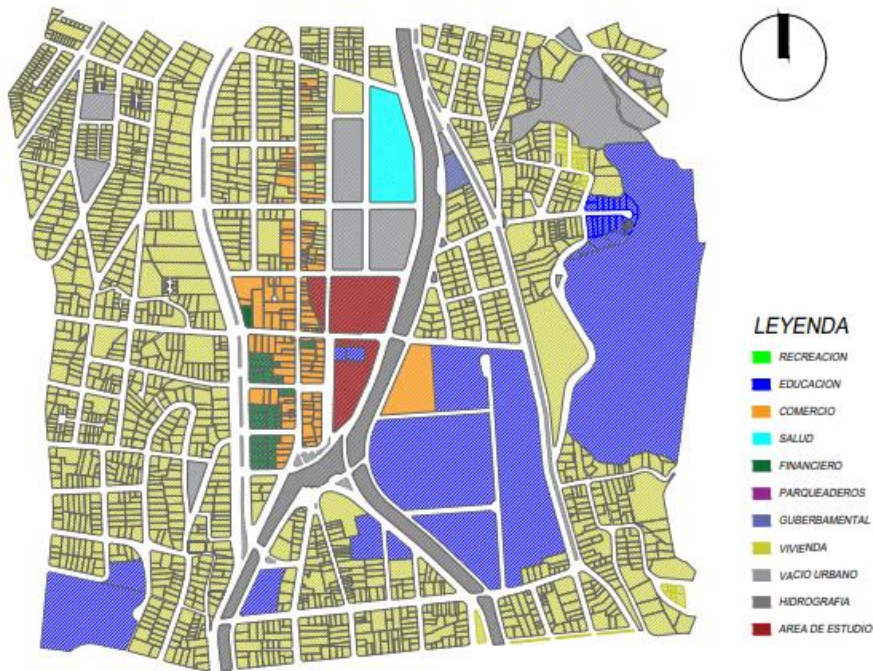 LEYENDA
RECREACION
EDUCACION
COMERCIO
SALUD
FINANCIERO
PARQUEADEROS
GUBERBAMENTAL
VIVIENDA
VACIO URBANO
HIDROGRAFIA
AREA DE ESTUDIO